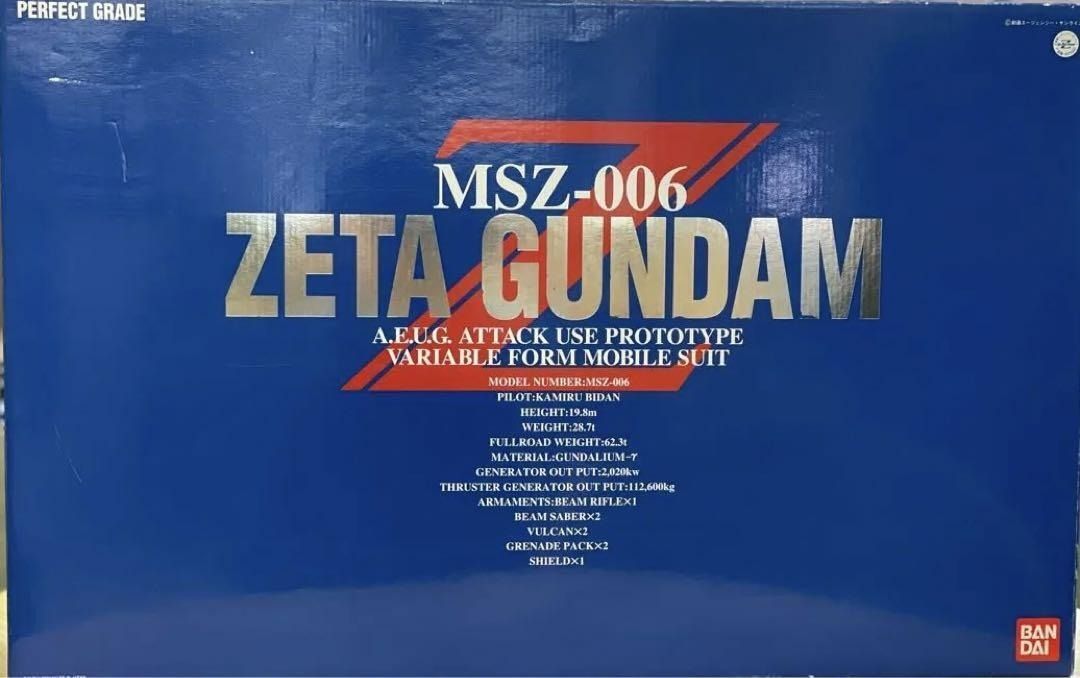 PERFECT GRADE
MSZ-006
ZETA GUNDAM
A.E.U.G. ATTACK USE PROTOTYPE
VARIABLE FORM MOBILE SUIT
MODEL NUMBER:MSZ-006
PILOT:KAMIRU BIDAN
HEIGHT:19.8m
WEIGHT:28.7t
FULLROAD WEIGHT:62.3t
MATERIAL:GUNDALIUM-γ
GENERATOR OUT PUT:2,020kw
THRUSTER GENERATOR OUT PUT:112,600kg
ARMAMENTS:BEAM RIFLE×1
BEAM SABER×2
VULCAN×2
GRENADE PACK×2
SHIELD×1
BAN
DAI